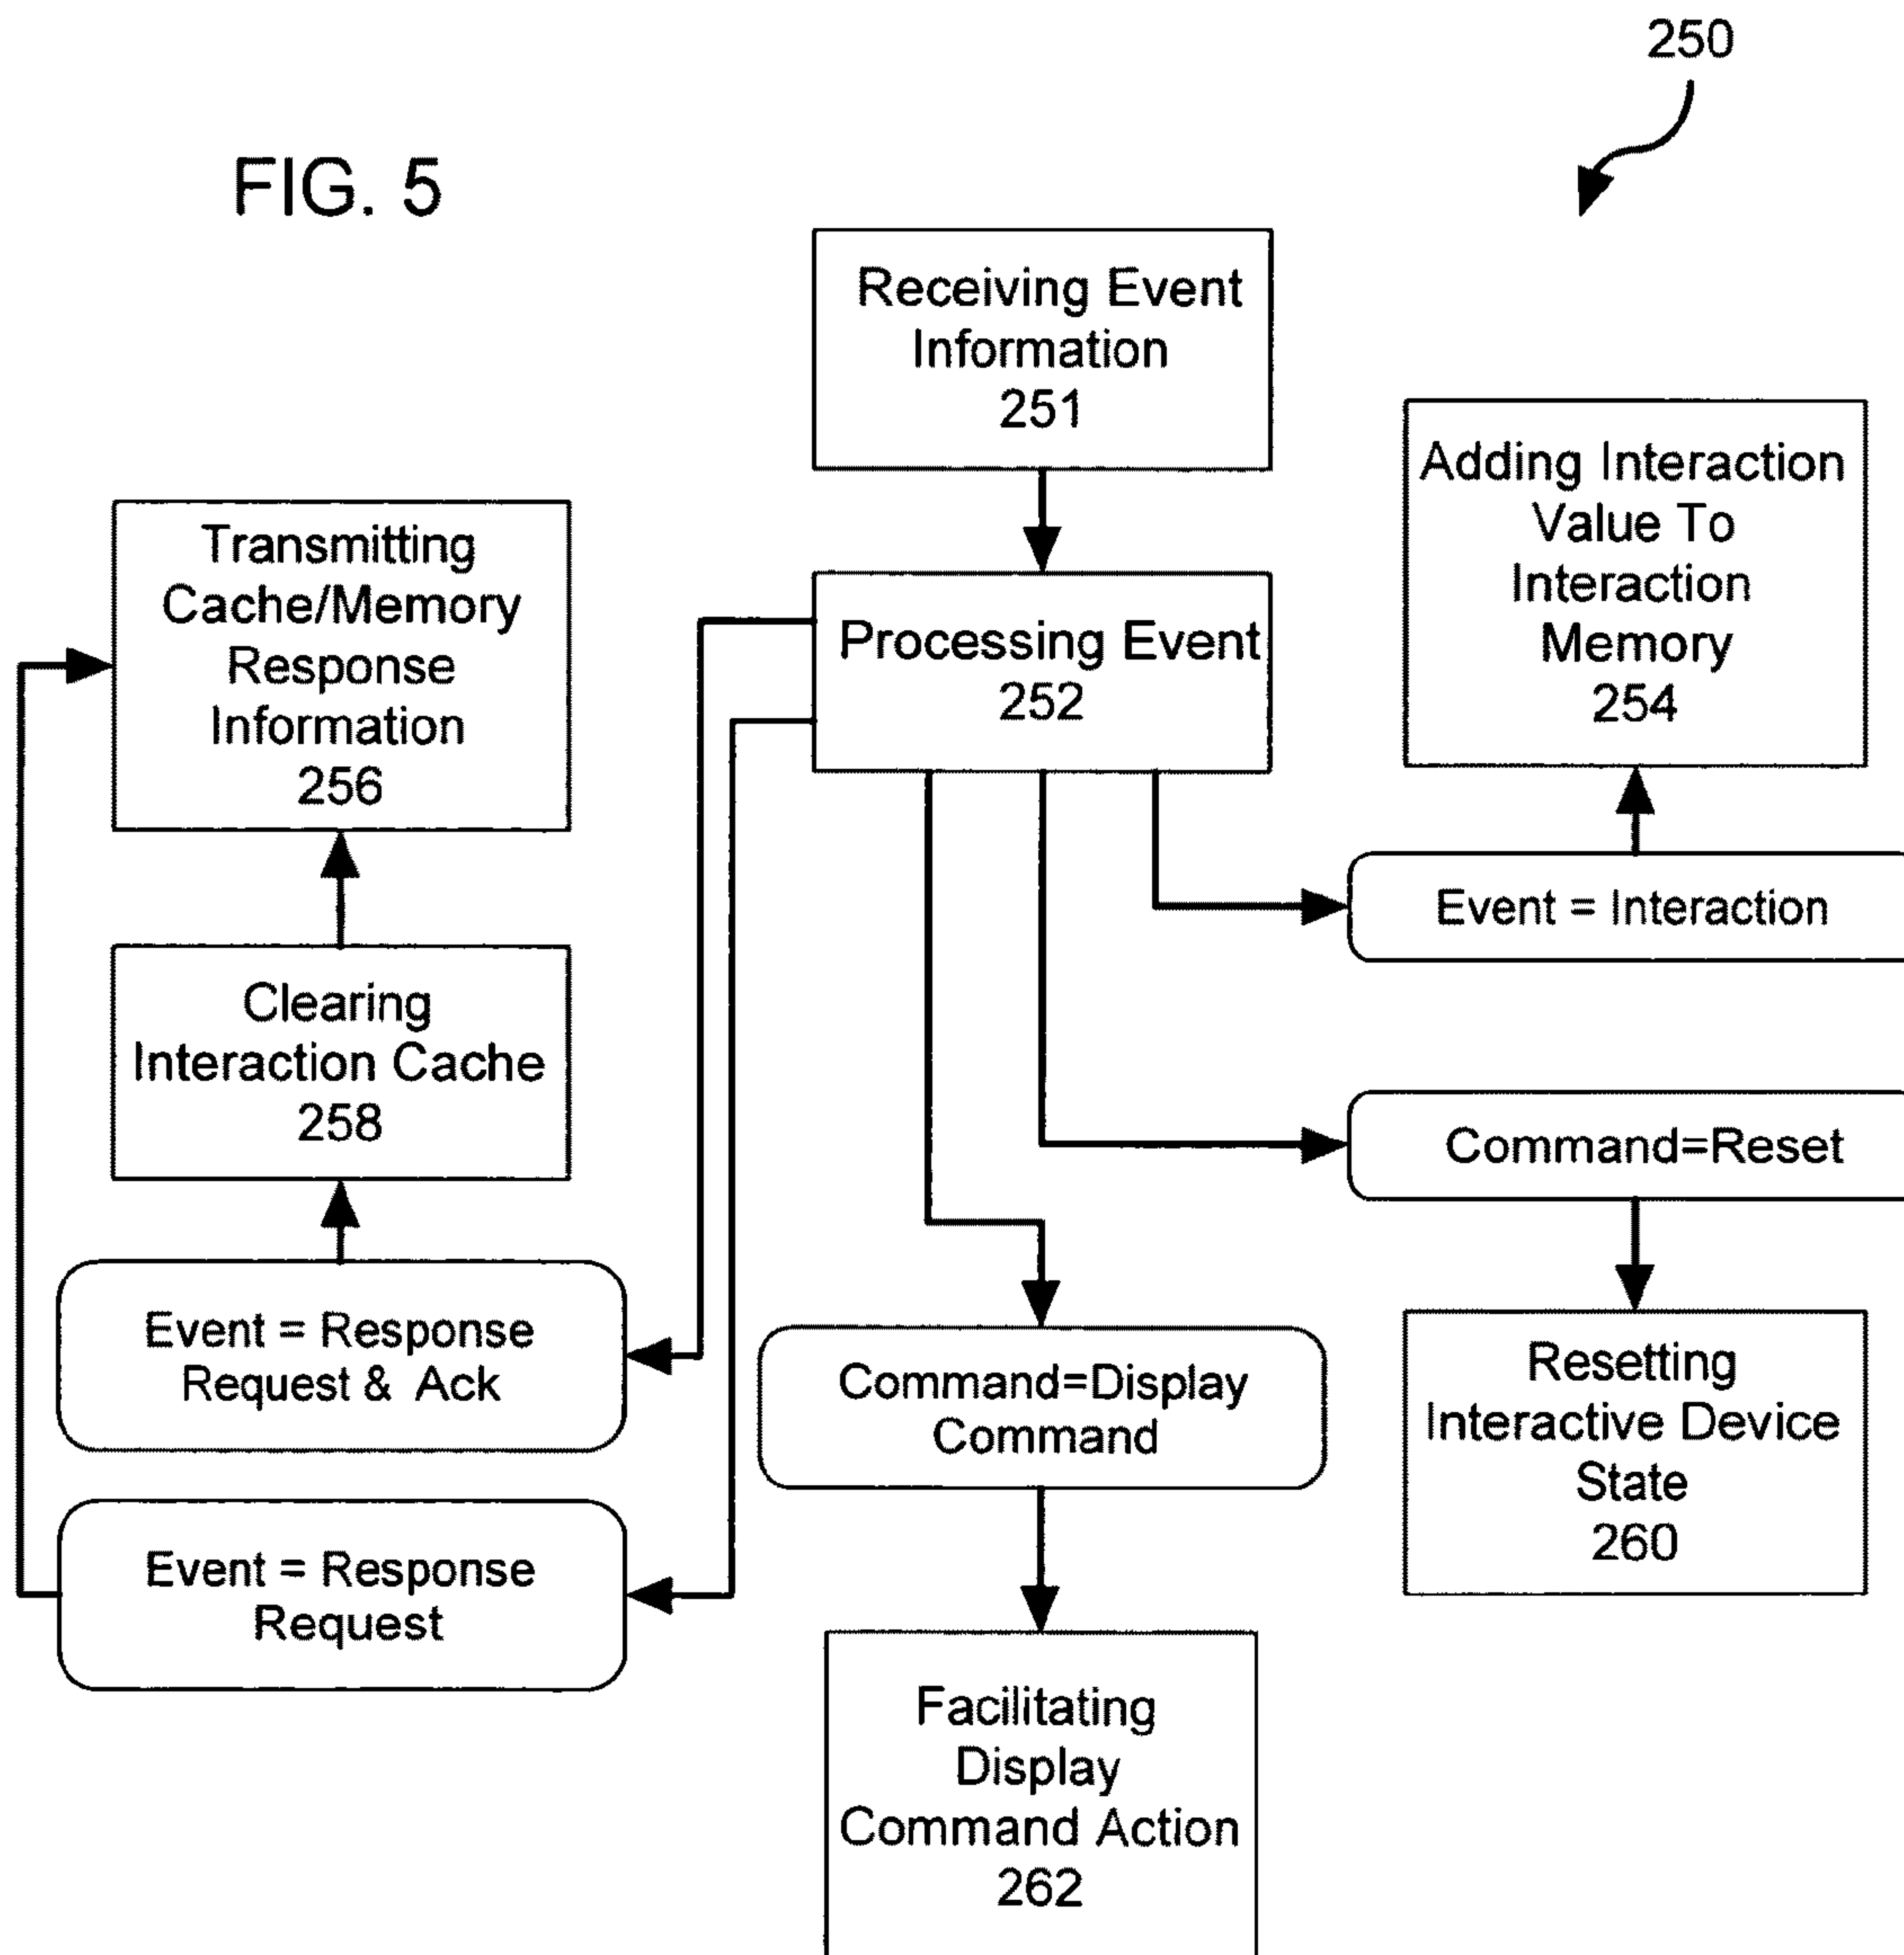 250
FIG. 5
Receiving Event
Information
251
Processing Event
252
Adding Interaction
Value To
Interaction
Memory
254
Event = Interaction
Transmitting
Cache/Memory
Response
Information
256
Clearing
Interaction Cache
258
Event = Response
Request & Ack
Event = Response
Request
Command=Display
Command
Facilitating
Display
Command Action
262
Command=Reset
Resetting
Interactive Device
State
260